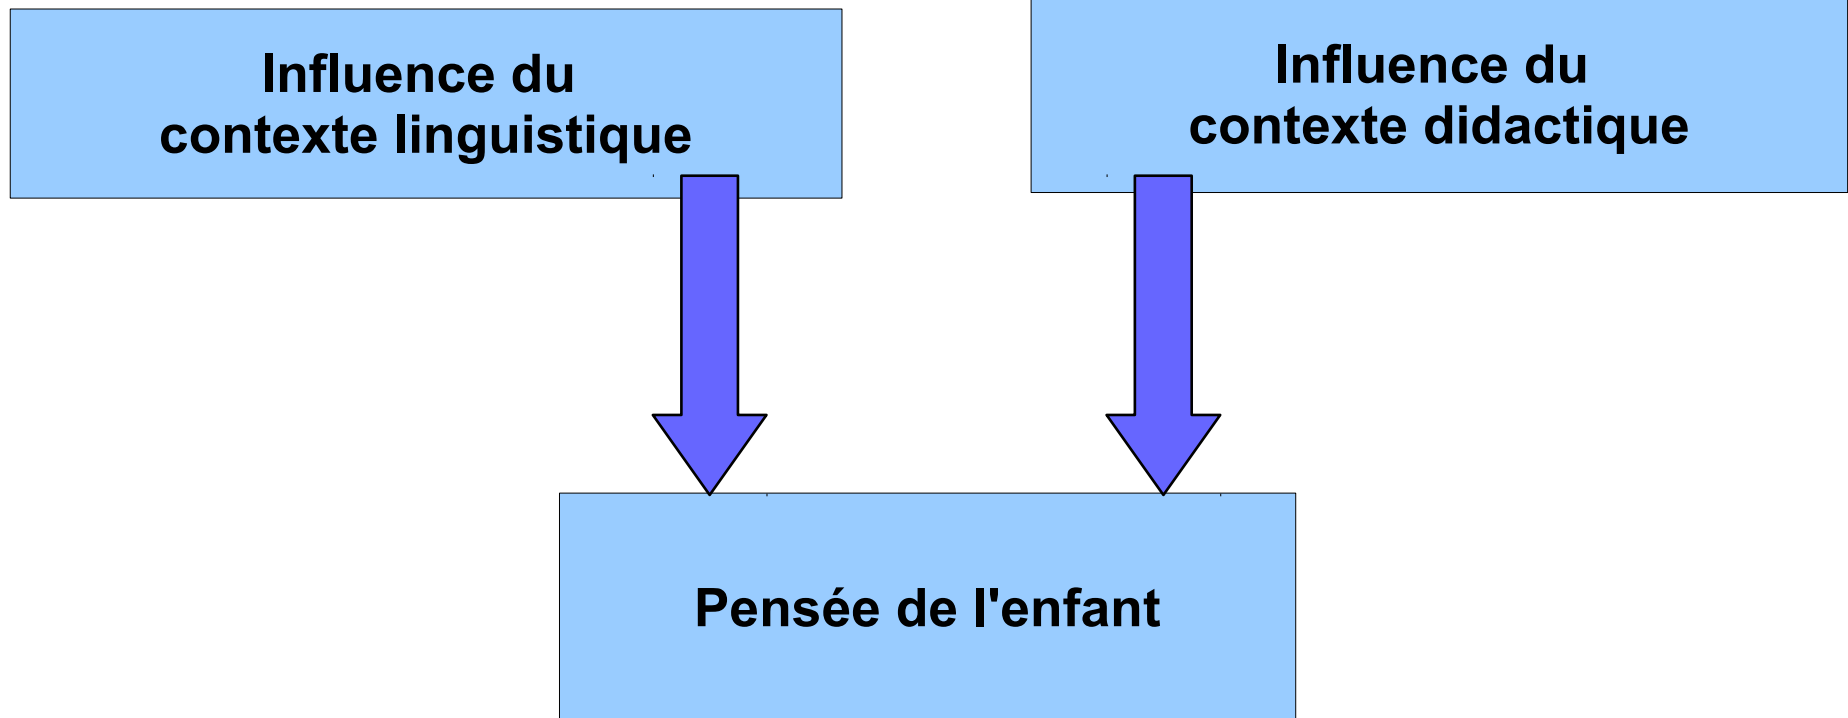 Influence du
contexte linguistique
Influence du
contexte didactique
Pensée de l'enfant